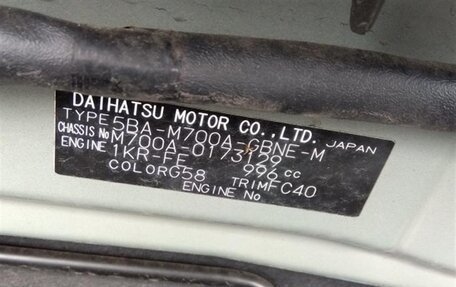 DAIHATSU MOTOR CO.,LTD. JAPAN
TYPE 5BA-M700A-GBNE-M
CHASSIS No M700A-0173129
ENGINE 1KR-FE 996 cc
COLOR G58 TRIM FC40
ENGINE No